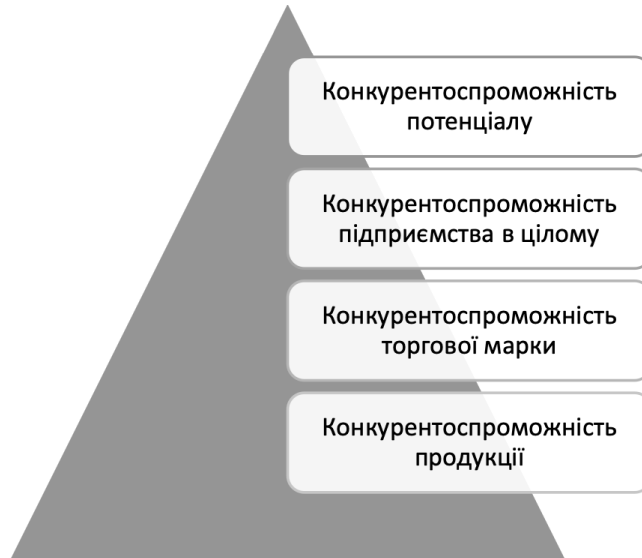 Конкурентоспроможність
потенціалу
Конкурентоспроможність
підприємства в цілому
Конкурентоспроможність
торгової марки
Конкурентоспроможність
продукції